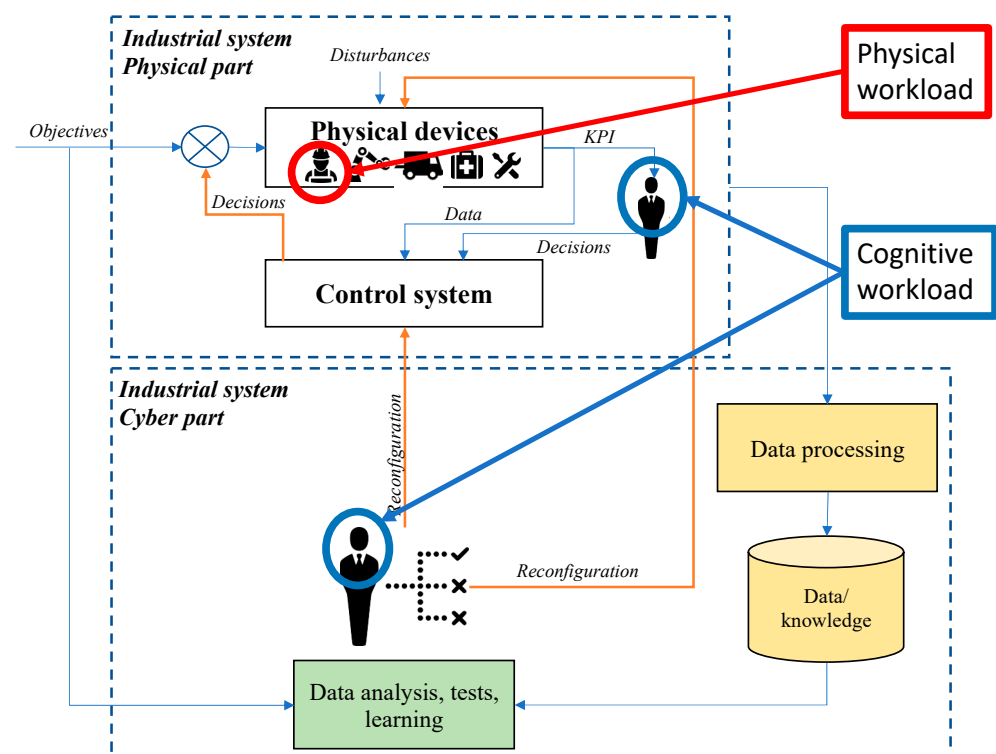 Industrial system
Physical part
Disturbances
Physical
workload
Objectives
Physical devices
KPI
Decisions
Data
Decisions
Cognitive
workload
Control system
Industrial system
Cyber part
Reconfiguration
Data processing
Reconfiguration
Data/
knowledge
Data analysis, tests,
learning